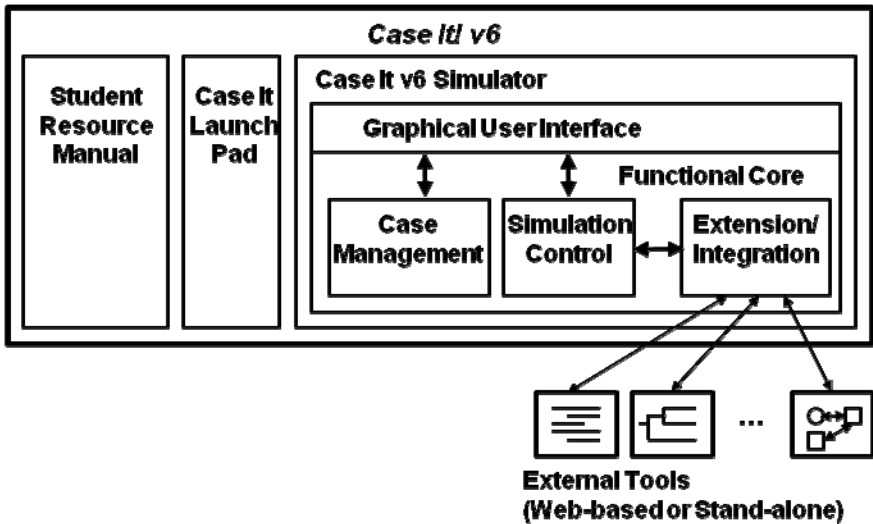 Case It! v6
Student
Resource
Manual
Case It
Launch
Pad
Case It v6 Simulator
Graphical User Interface
Functional Core
Case
Management
Simulation
Control
Extension/
Integration
...
External Tools
(Web-based or Stand-alone)